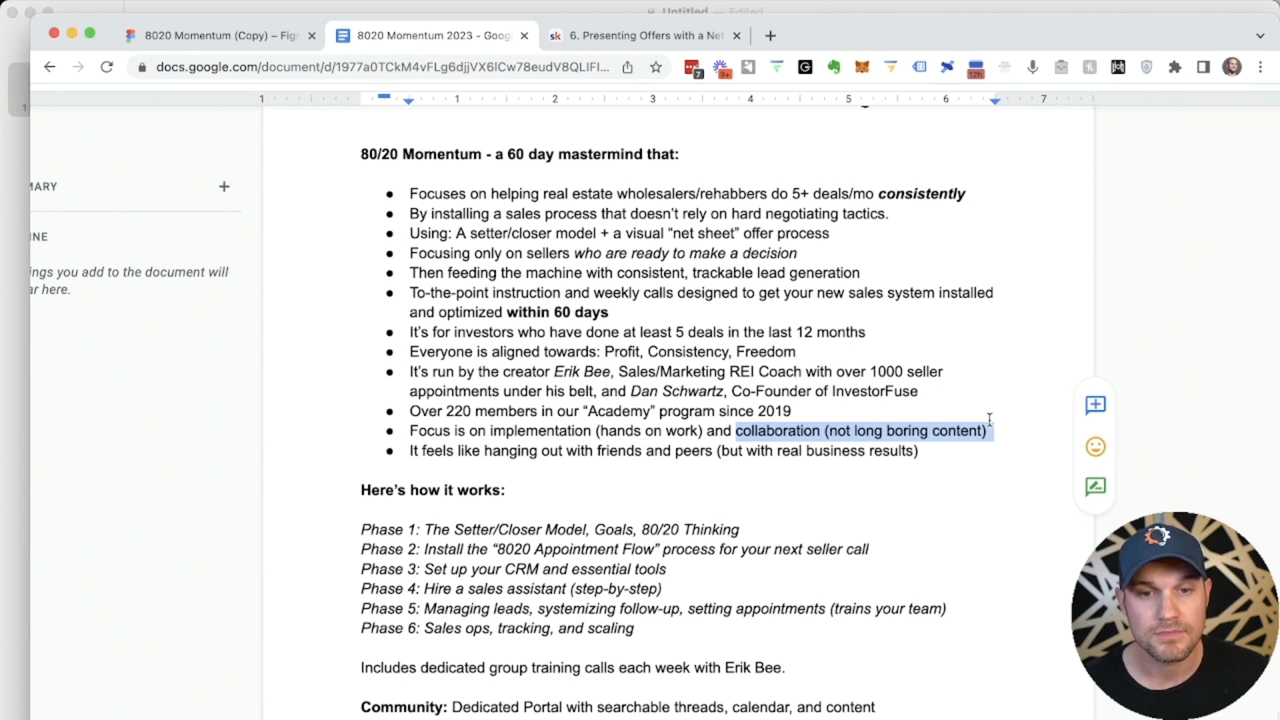 Untitled — Edited
8020 Momentum (Copy) – Fig
8020 Momentum 2023 - Goog
6. Presenting Offers with a Net
docs.google.com/document/d/1977a0TCkM4vFLg6djjVX6lCw78eudV8QLIFI...
7
9+
12h
1 1 2 3 4 5 6 7
80/20 Momentum - a 60 day mastermind that:
MARY
● Focuses on helping real estate wholesalers/rehabbers do 5+ deals/mo consistently
● By installing a sales process that doesn’t rely on hard negotiating tactics.
INE
● Using: A setter/closer model + a visual “net sheet” offer process
● Focusing only on sellers who are ready to make a decision
ings you add to the document will
ar here.
● Then feeding the machine with consistent, trackable lead generation
● To-the-point instruction and weekly calls designed to get your new sales system installed
and optimized within 60 days
● It’s for investors who have done at least 5 deals in the last 12 months
● Everyone is aligned towards: Profit, Consistency, Freedom
● It’s run by the creator Erik Bee, Sales/Marketing REI Coach with over 1000 seller
appointments under his belt, and Dan Schwartz, Co-Founder of InvestorFuse
● Over 220 members in our “Academy” program since 2019
● Focus is on implementation (hands on work) and collaboration (not long boring content)
● It feels like hanging out with friends and peers (but with real business results)
Here’s how it works:
Phase 1: The Setter/Closer Model, Goals, 80/20 Thinking
Phase 2: Install the “8020 Appointment Flow” process for your next seller call
Phase 3: Set up your CRM and essential tools
Phase 4: Hire a sales assistant (step-by-step)
Phase 5: Managing leads, systemizing follow-up, setting appointments (trains your team)
Phase 6: Sales ops, tracking, and scaling
Includes dedicated group training calls each week with Erik Bee.
Community: Dedicated Portal with searchable threads, calendar, and content